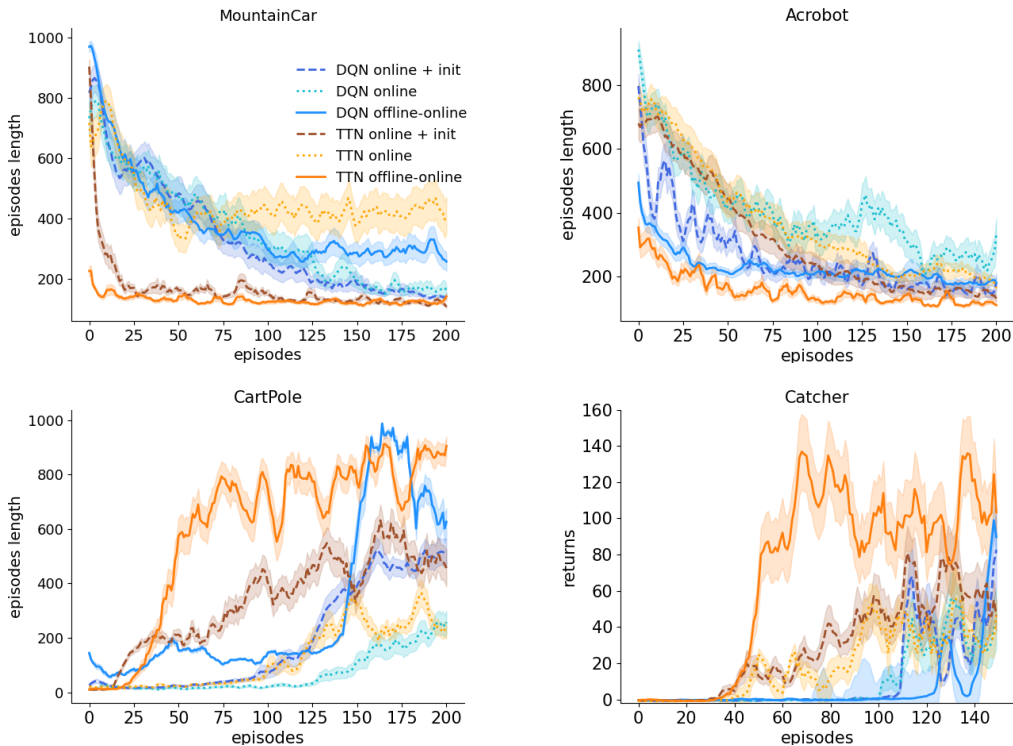 MountainCar
1000
800
600
400
200
episodes length
0 25 50 75 100 125 150 175 200
episodes
DQN online + init
DQN online
DQN offline-online
TTN online + init
TTN online
TTN offline-online
Acrobot
800
600
400
200
episodes length
0 25 50 75 100 125 150 175 200
episodes
CartPole
1000
800
600
400
200
0
episodes length
0 25 50 75 100 125 150 175 200
episodes
Catcher
160
140
120
100
80
60
40
20
0
returns
0 20 40 60 80 100 120 140
episodes